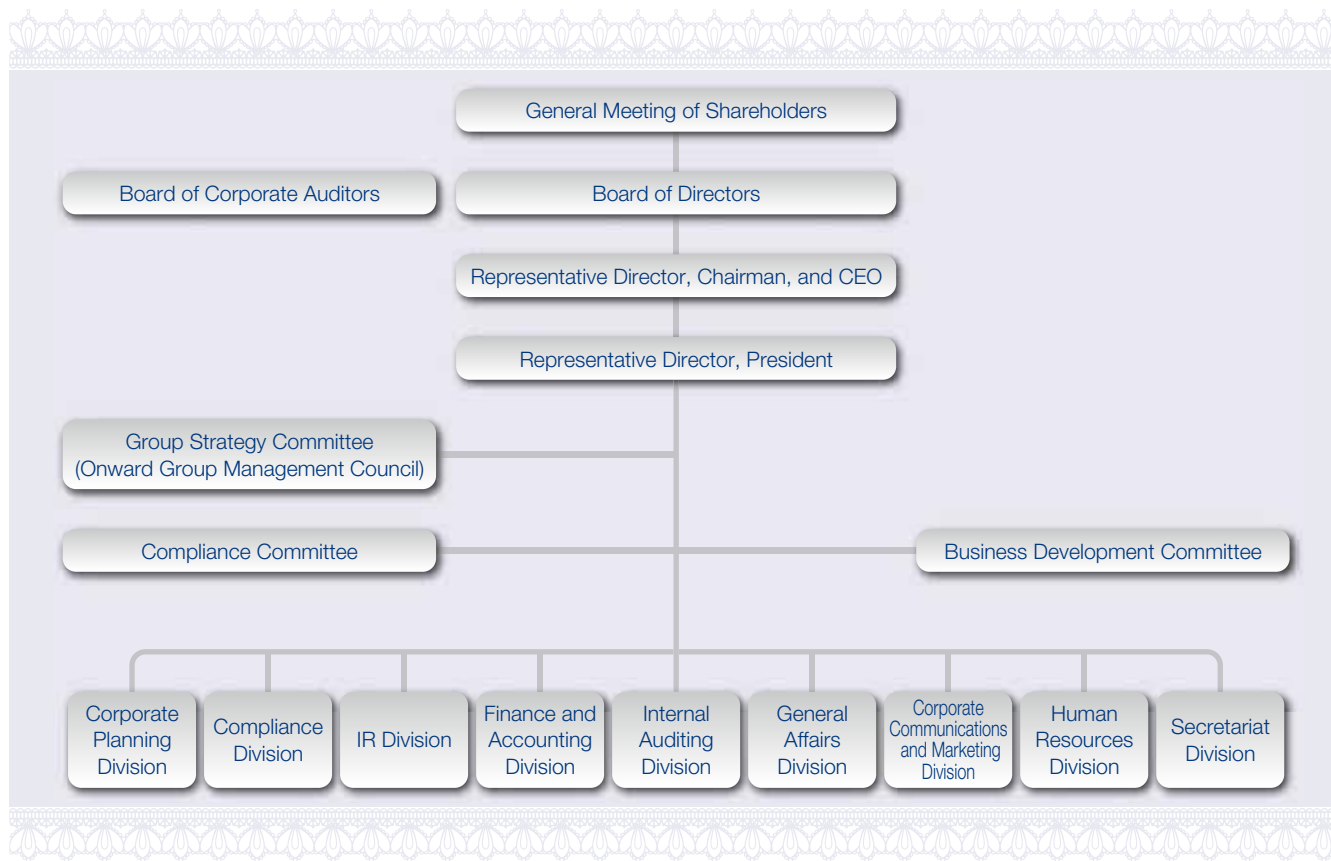 General Meeting of Shareholders
Board of Corporate Auditors
Board of Directors
Representative Director, Chairman, and CEO
Representative Director, President
Group Strategy Committee
(Onward Group Management Council)
Compliance Committee
Business Development Committee
Corporate
Planning
Division
Compliance
Division
IR Division
Finance and
Accounting
Division
Internal
Auditing
Division
General
Affairs
Division
Corporate
Communications
and Marketing
Division
Human
Resources
Division
Secretariat
Division